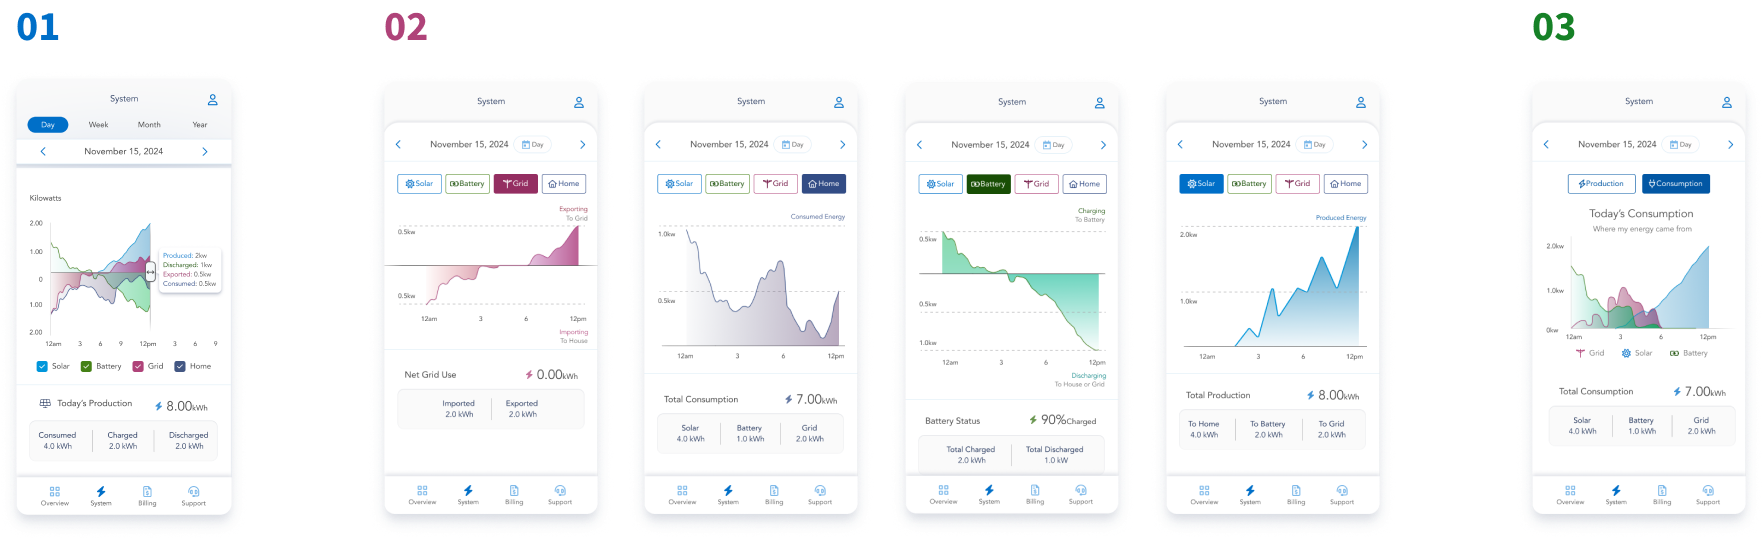 01
System
Day Week Month Year
November 15, 2024
Kilowatts
2.00
1.00
0
1.00
2.00
Produced: 2kw
Discharged: 1kw
Exported: 0.5kw
Consumed: 0.5kw
12am 3 6 9 12pm 3 6 9
Solar Battery Grid Home
Today's Production 8.00kWh
Consumed Charged Discharged
4.0 kWh 2.0 kWh 2.0 kWh
Overview System Billing Support
02
System
November 15, 2024 Day
Solar Battery Grid Home
Exporting
To Grid
0.5kw
0.5kw
12am 3 6 12pm
Importing
To House
Net Grid Use 0.00kWh
Imported Exported
2.0 kWh 2.0 kWh
Overview System Billing Support
System
November 15, 2024 Day
Solar Battery Grid Home
Consumed Energy
1.0kw
0.5kw
12am 3 6 12pm
Total Consumption 7.00kWh
Solar Battery Grid
4.0 kWh 1.0 kWh 2.0 kWh
Overview System Billing Support
System
November 15, 2024 Day
Solar Battery Grid Home
Charging
To Battery
0.5kw
0.5kw
1.0kw
12am 3 6 12pm
Discharging
To House or Grid
Battery Status 90%Charged
Total Charged Total Discharged
2.0 kWh 1.0 kW
Overview System Billing Support
System
November 15, 2024 Day
Solar Battery Grid Home
Produced Energy
2.0kw
1.0kw
12am 3 6 12pm
Total Production 8.00kWh
To Home To Battery To Grid
4.0 kWh 2.0 kWh 2.0 kWh
Overview System Billing Support
03
System
November 15, 2024 Day
Production Consumption
Today's Consumption
Where my energy came from
2.0kw
1.0kw
0kw
12am 3 6 12pm
Grid Solar Battery
Total Consumption 7.00kWh
Solar Battery Grid
4.0 kWh 1.0 kWh 2.0 kWh
Overview System Billing Support